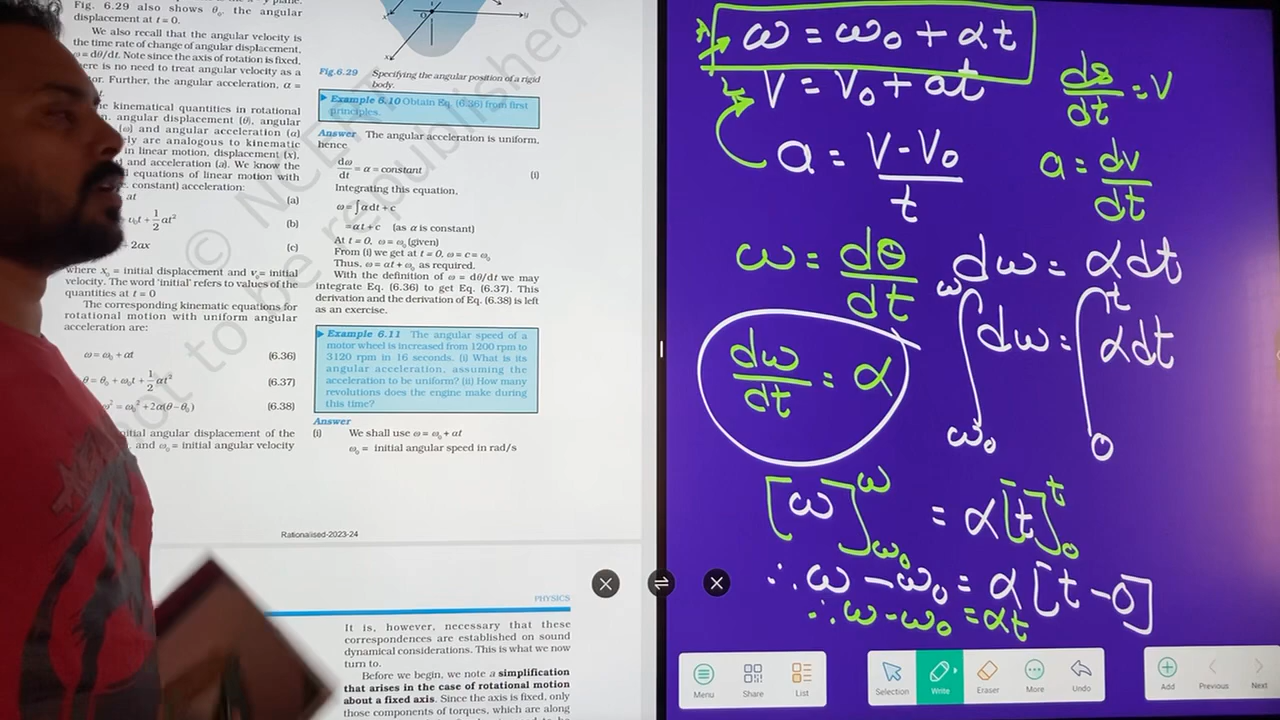 Fig. 6.29 also shows θ₀, the angular
displacement at t = 0.
We also recall that the angular velocity is
the time rate of change of angular displacement,
ω = dθ/dt. Note since the axis of rotation is fixed,
there is no need to treat angular velocity as a
or. Further, the angular acceleration, α =
he kinematical quantities in rotational
n, angular displacement (θ), angular
(ω) and angular acceleration (α)
ly are analogous to kinematic
in linear motion, displacement (x),
and acceleration (a). We know the
equations of linear motion with
constant) acceleration:
at (a)
υ₀t + 1/2 at² (b)
2ax (c)
where x₀ = initial displacement and v₀= initial
velocity. The word ‘initial’ refers to values of the
quantities at t = 0
The corresponding kinematic equations for
rotational motion with uniform angular
acceleration are:
ω = ω₀ + αt (6.36)
θ = θ₀ + ω₀t + 1/2 αt² (6.37)
ω² = ω₀² + 2α(θ – θ₀) (6.38)
nitial angular displacement of the
and ω₀ = initial angular velocity
O
y
x
x₀
Fig.6.29 Specifying the angular position of a rigid
body.
Example 6.10 Obtain Eq. (6.36) from first
principles.
Answer The angular acceleration is uniform,
hence
dω/dt = α = constant (i)
Integrating this equation,
ω = ∫α dt + c
= αt + c (as α is constant)
At t = 0, ω = ω₀ (given)
From (i) we get at t = 0, ω = c = ω₀
Thus, ω = αt + ω₀ as required.
With the definition of ω = dθ/dt we may
integrate Eq. (6.36) to get Eq. (6.37). This
derivation and the derivation of Eq. (6.38) is left
as an exercise.
Example 6.11 The angular speed of a
motor wheel is increased from 1200 rpm to
3120 rpm in 16 seconds. (i) What is its
angular acceleration, assuming the
acceleration to be uniform? (ii) How many
revolutions does the engine make during
this time?
Answer
(i) We shall use ω = ω₀ + αt
ω₀ = initial angular speed in rad/s
© NCERT
not to be republished
Rationalised-2023-24
PHYSICS
It is, however, necessary that these
correspondences are established on sound
dynamical considerations. This is what we now
turn to.
Before we begin, we note a simplification
that arises in the case of rotational motion
about a fixed axis. Since the axis is fixed, only
those components of torques, which are along
ω = ω₀ + αt
V = V₀ + at
ds/dt = V
a = V - V₀/t
a = dv/dt
ω = dθ/dt
dω = αdt
dω/dt = α
∫ω₀^ω dω = ∫0^t αdt
[ω]ω₀^ω = α[t]0^t
∴ ω - ω₀ = α[t - 0]
∴ ω - ω₀ = αt
Menu Share List Selection Write Eraser More Undo Add Previous Next